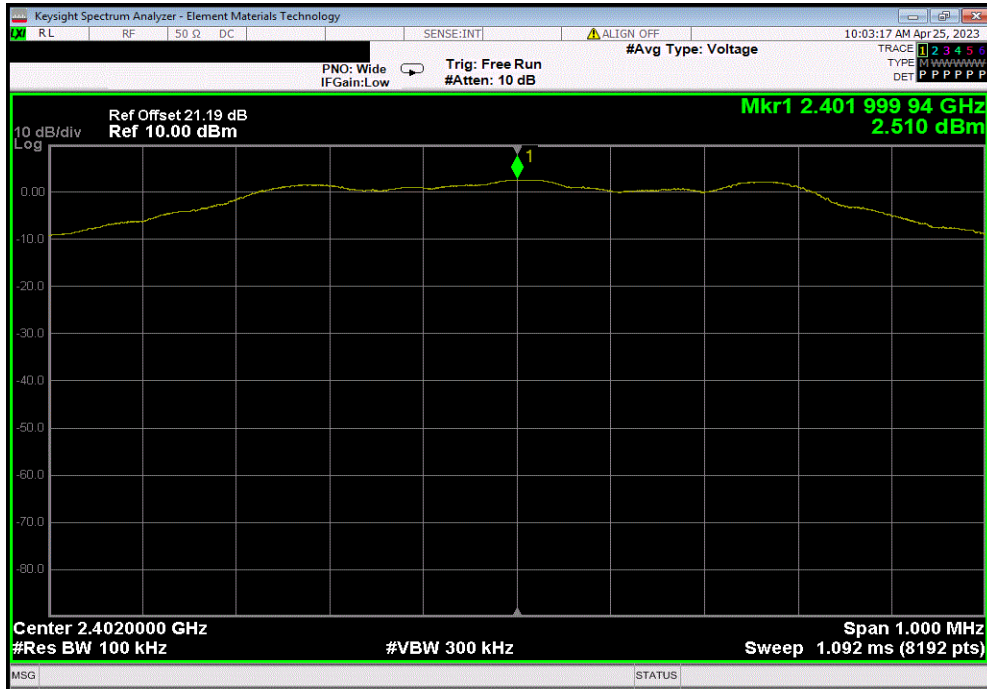 Keysight Spectrum Analyzer - Element Materials Technology
LXI RL RF 50 Ω DC SENSE:INT ALIGN OFF 10:03:17 AM Apr 25, 2023
#Avg Type: Voltage TRACE 1 2 3 4 5 6
PNO: Wide Trig: Free Run TYPE M W W W W W
IFGain:Low #Atten: 10 dB DET P P P P P P
Mkr1 2.401 999 94 GHz
Ref Offset 21.19 dB
10 dB/div Ref 10.00 dBm 2.510 dBm
Log
1
0.00
-10.0
-20.0
-30.0
-40.0
-50.0
-60.0
-70.0
-80.0
Center 2.4020000 GHz Span 1.000 MHz
#Res BW 100 kHz #VBW 300 kHz Sweep 1.092 ms (8192 pts)
MSG STATUS